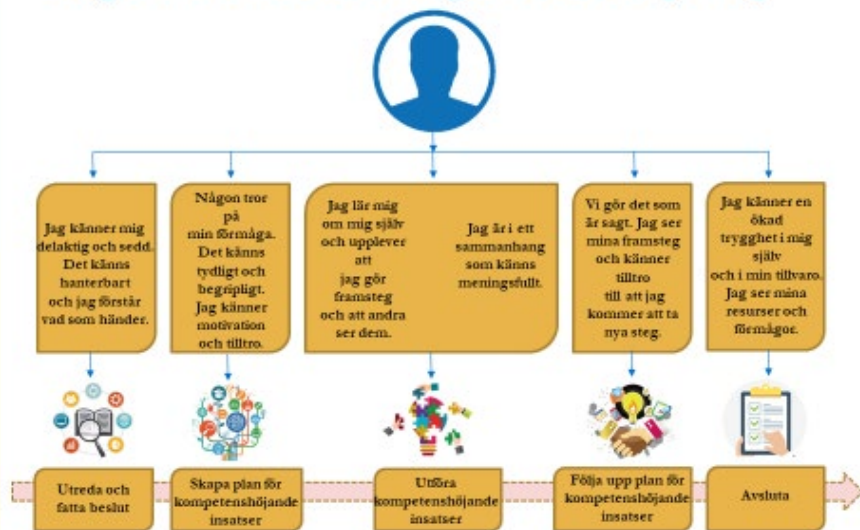 Jag känner mig
delaktig och sedd.
Det känns
hanterbart
och jag förstår
vad som händer.
Någon tror
på
min förmåga.
Det känns
tydligt och
begripligt.
Jag känner
motivation
och tilltro.
Jag lär mig
om mig själv
och upplever
att
jag gör
framsteg
och att andra
ser dem.
Jag är i ett
sammanhang
som känns
meningsfullt.
Vi gör det som
är sagt. Jag ser
mina framsteg
och känner
tilltro
till att jag
kommer att ta
nya steg.
Jag känner en
ökad
trygghet i mig
själv
och i min tillvaro.
Jag ser mina
resurser och
förmågor.
Utreda och
fatta beslut
Skapa plan för
kompetenshöjande
insatser
Utföra
kompetenshöjande
insatser
Följa upp plan för
kompetenshöjande
insatser
Avsluta